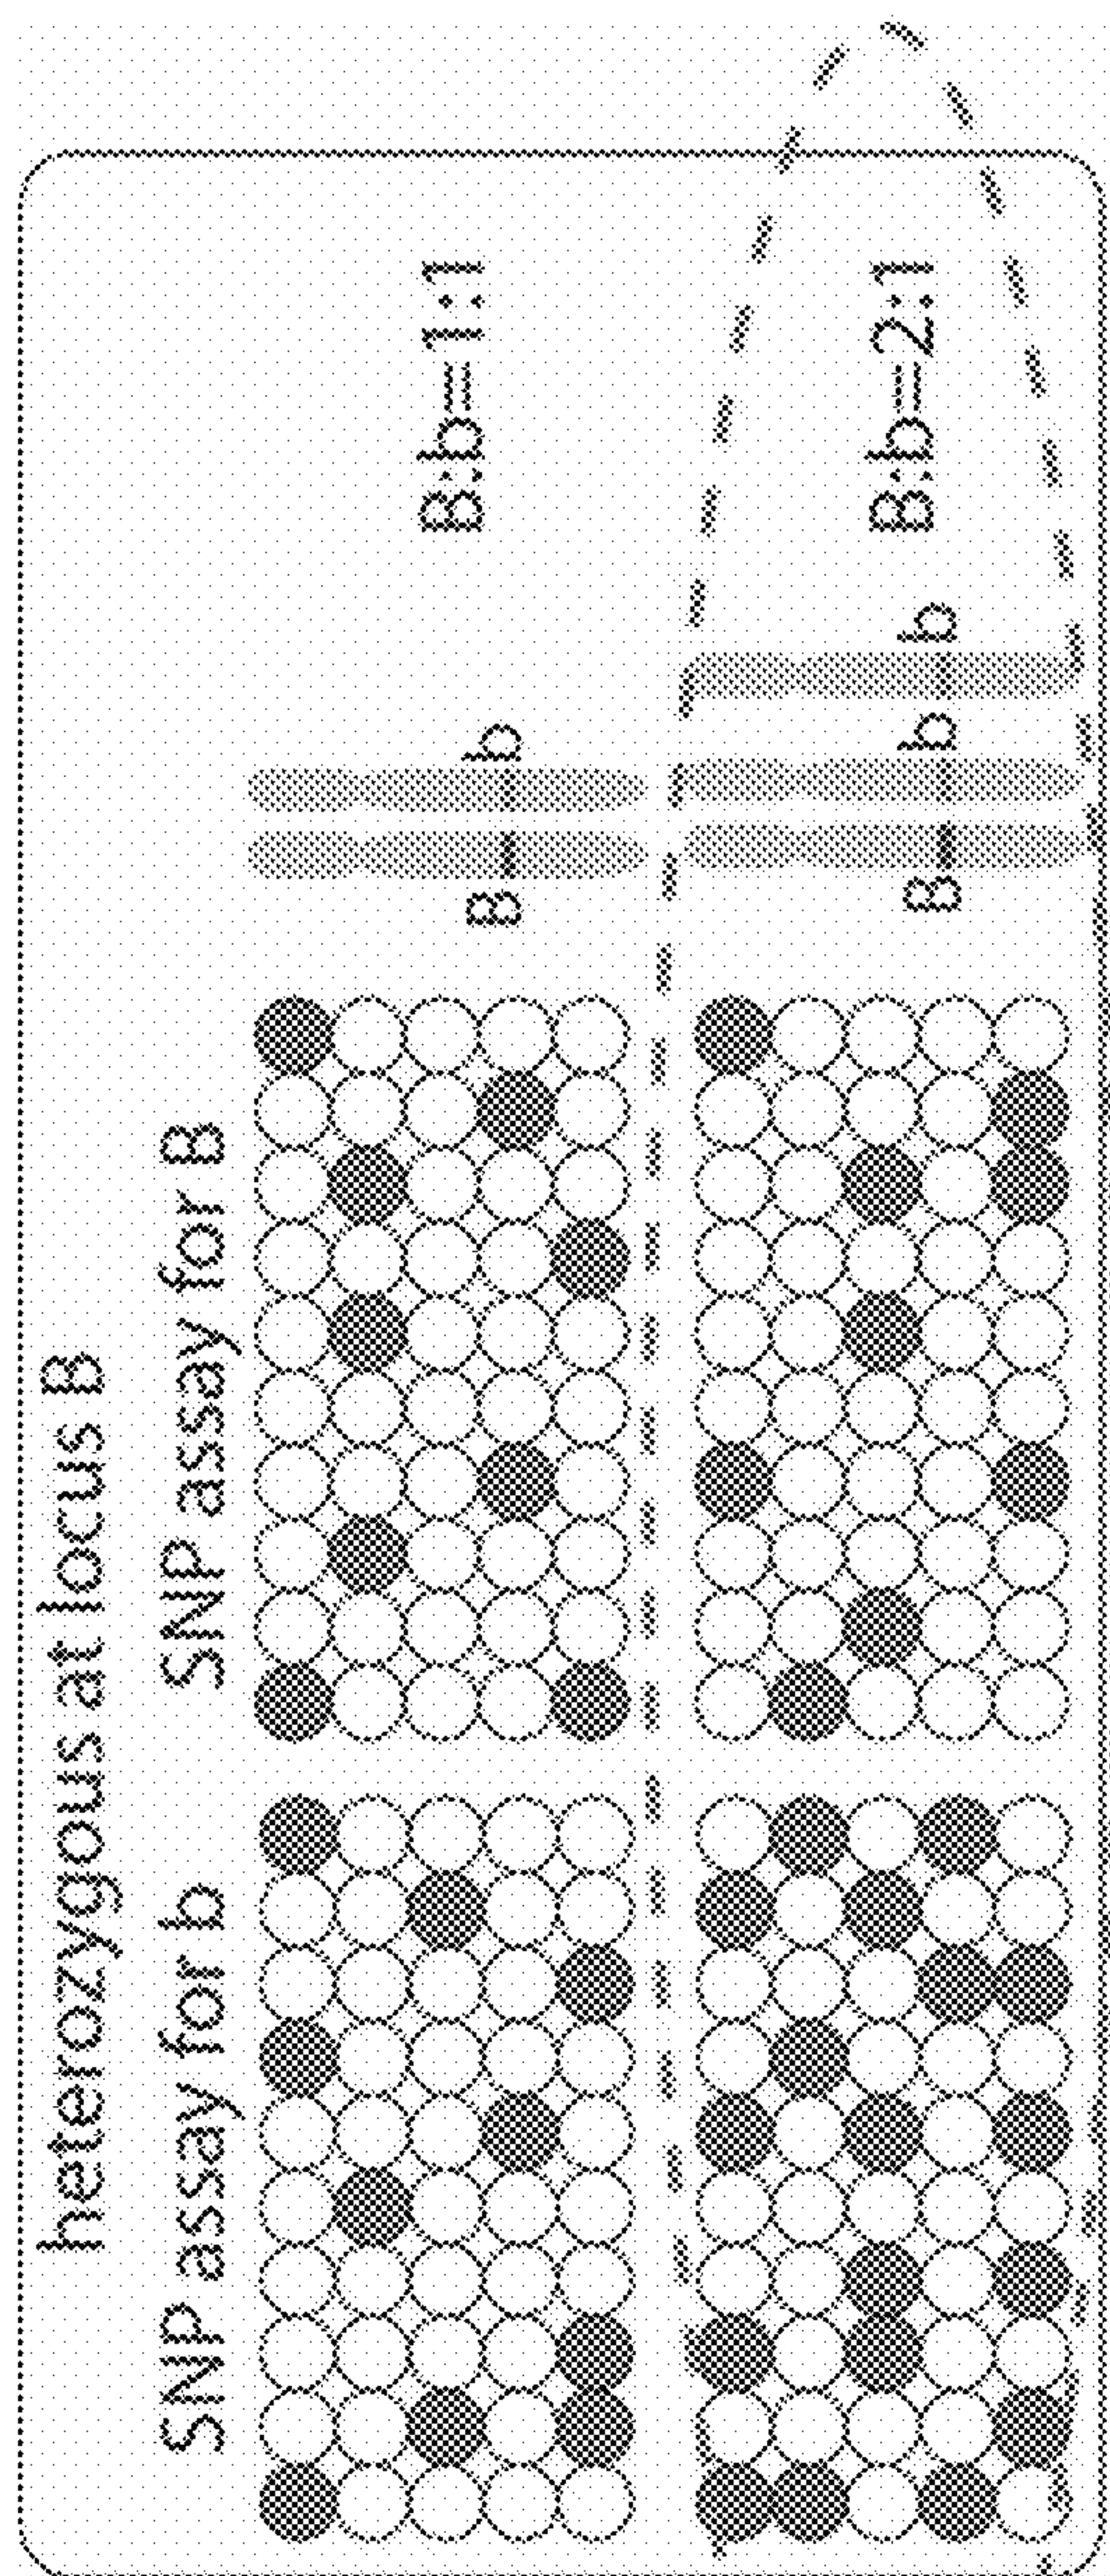 heterozygous at locus B
SNP assay for b
SNP assay for B
B
b
B:b=1:1
B
b
b
B:b=2:1